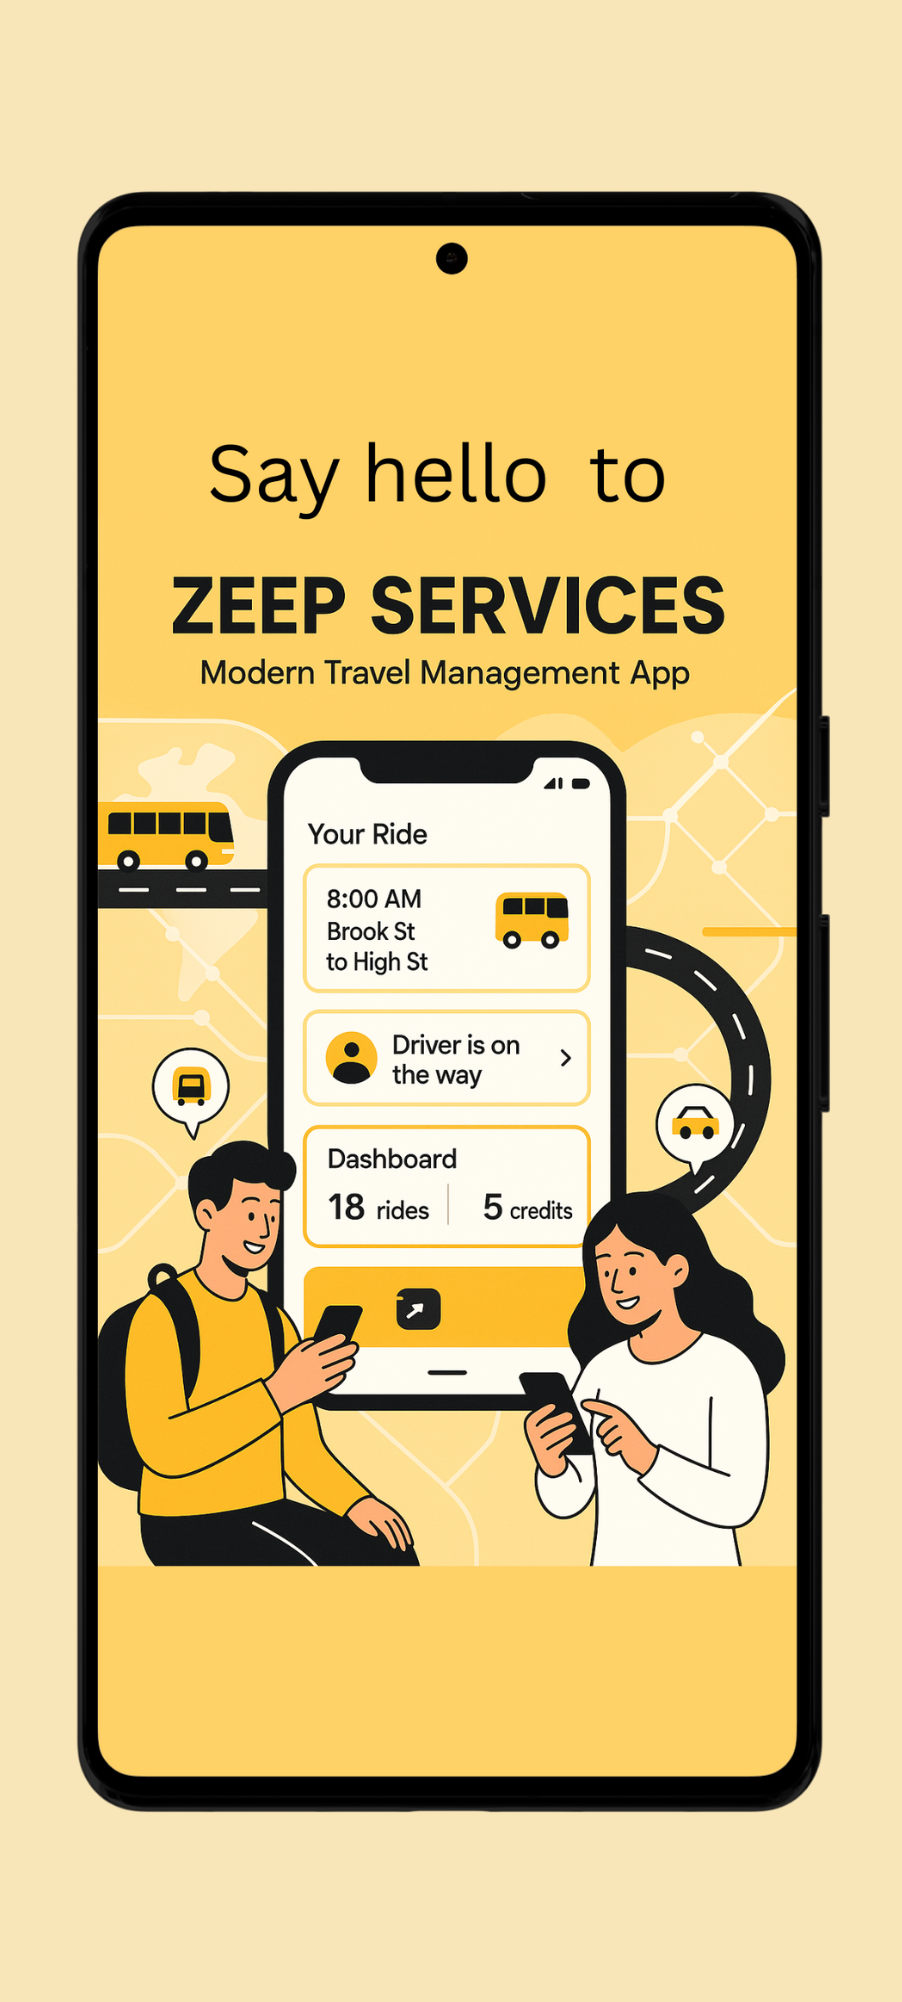 Say hello to
ZEEP SERVICES
Modern Travel Management App
Your Ride
8:00 AM
Brook St
to High St
Driver is on
the way
Dashboard
18 rides 5 credits